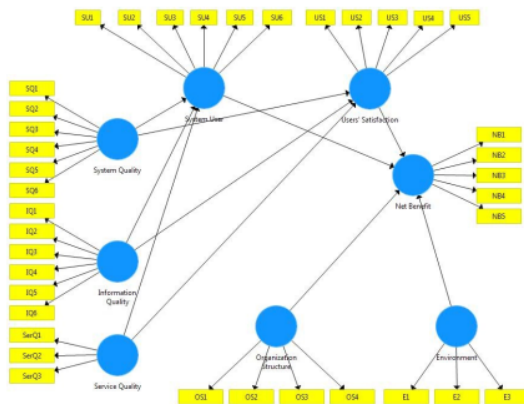 SU1
SU2
SU3
SU4
SU5
SU6
US1
US2
US3
US4
US5
SQ1
SQ2
SQ3
SQ4
SQ5
SQ6
System User
Users' Satisfaction
System Quality
NB1
NB2
NB3
NB4
NB5
Net Benefit
IQ1
IQ2
IQ3
IQ4
IQ5
IQ6
Information
Quality
SerQ1
SerQ2
SerQ3
Service Quality
Organization
Structure
Environment
OS1
OS2
OS3
OS4
E1
E2
E3